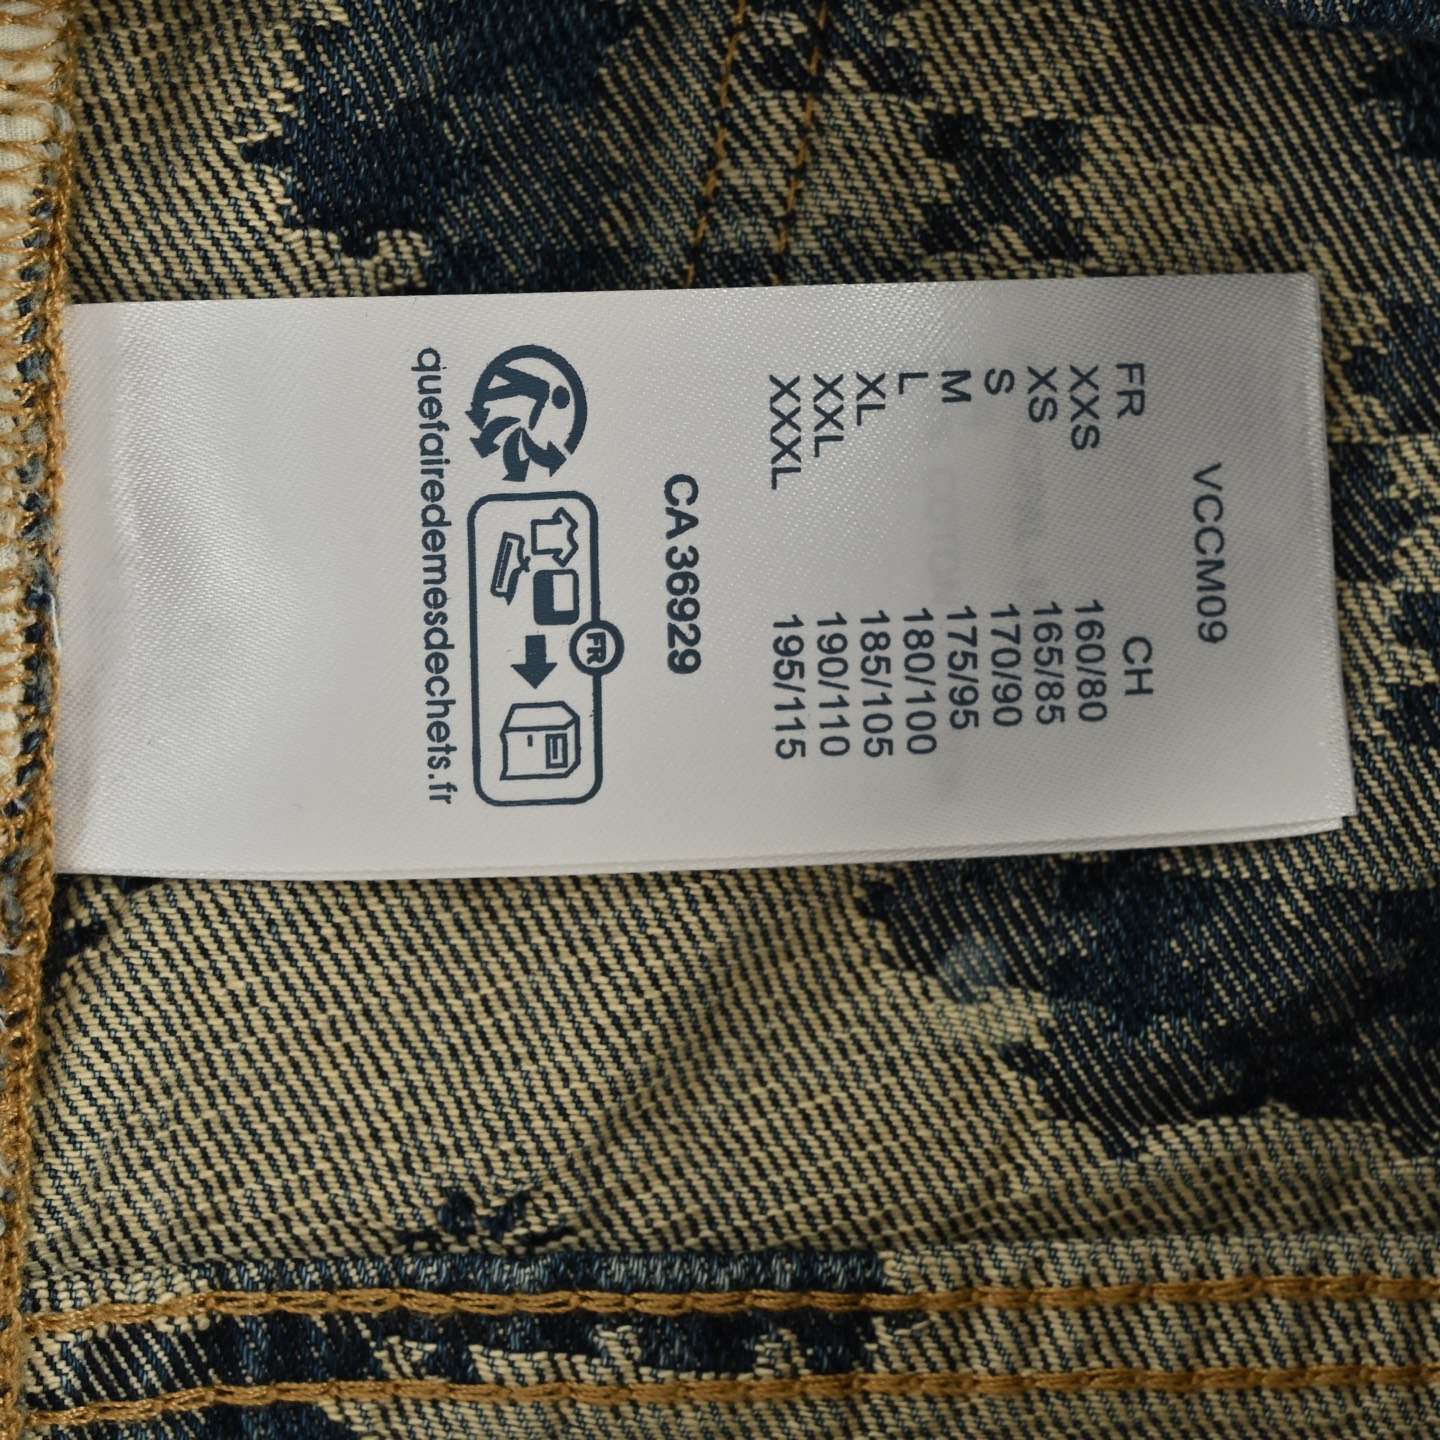 VCCM09
FR CH
XXS 160/80
XS 165/85
S 170/90
M 175/95
L 180/100
XL 185/105
XXL 190/110
XXXL 195/115
CA 36929
FR
quefairedemesdechets.fr